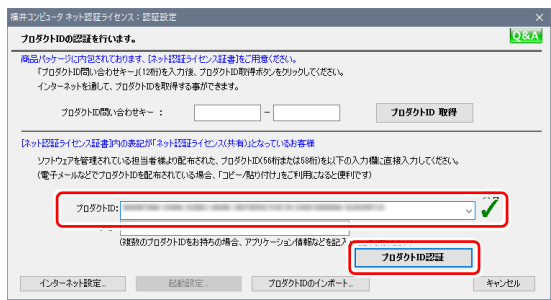 福井コンピュータ ネット認証ライセンス：認証設定
プロダクトIDの認証を行います。
Q&A
商品パッケージに内包されております、「ネット認証ライセンス証書」をご用意ください。
「プロダクトID問い合わせキー」(12桁)を入力後、プロダクトID取得ボタンをクリックしてください。
インターネットを通して、プロダクトIDを取得する事ができます。
プロダクトID問い合わせキー ：
－
プロダクトID 取得
「ネット認証ライセンス証書」内の表記が「ネット認証ライセンス(共有)」となっているお客様
ソフトウェアを管理されている担当者様より配布された、プロダクトID(56桁または58桁)を以下の入力欄に直接入力してください。
(電子メールなどでプロダクトIDを配布されている場合、「コピー/貼り付け」をご利用になると便利です)
プロダクトID:
(複数のプロダクトIDをお持ちの場合、アプリケーション情報などを記入
プロダクトID認証
インターネット設定...
起動設定...
プロダクトIDのインポート...
キャンセル